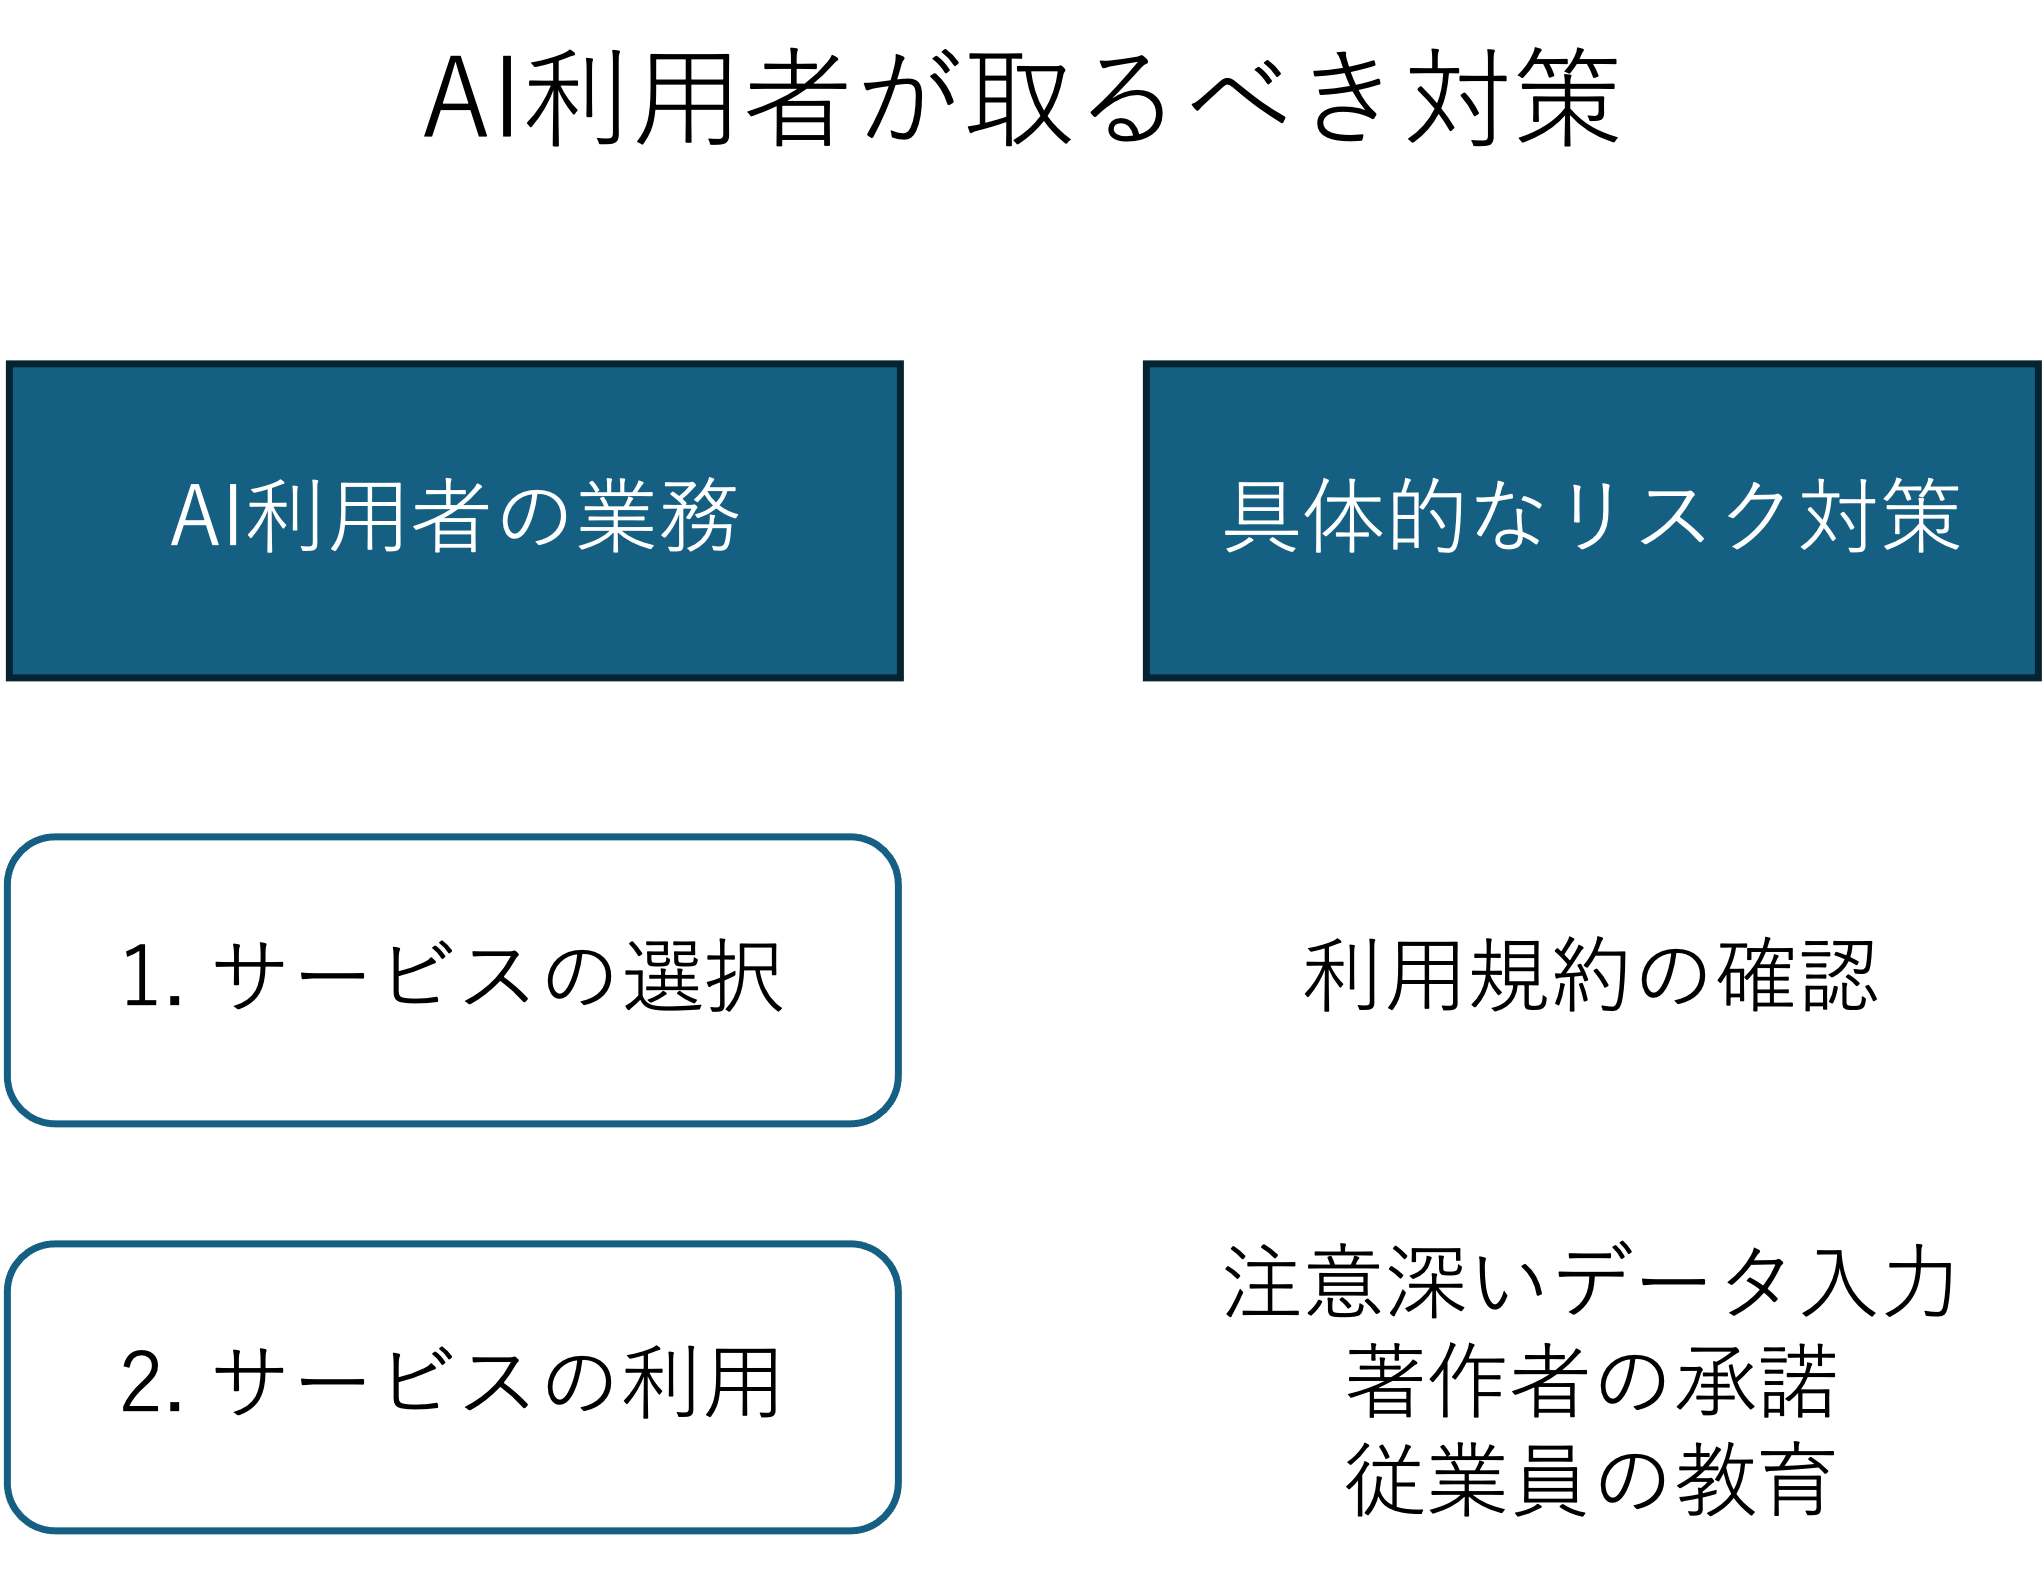 AI利用者が取るべき対策
AI利用者の業務
具体的なリスク対策
1. サービスの選択
利用規約の確認
2. サービスの利用
注意深いデータ入力
著作者の承諾
従業員の教育